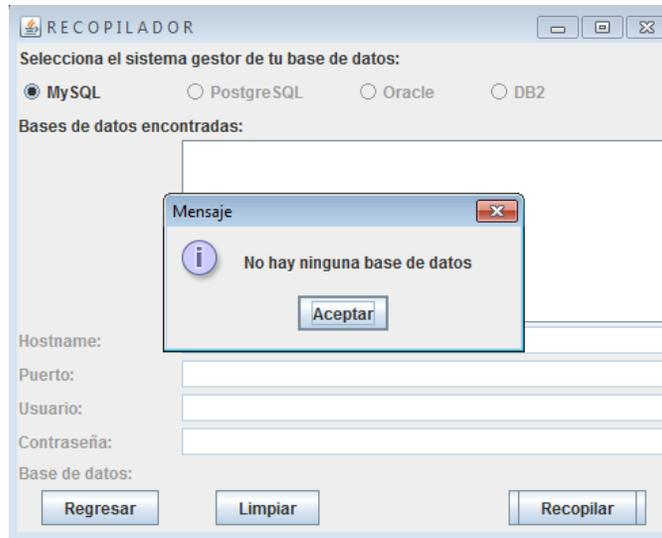 RECOPILADOR
Selecciona el sistema gestor de tu base de datos:
MySQL PostgreSQL Oracle DB2
Bases de datos encontradas:
Mensaje
No hay ninguna base de datos
Aceptar
Hostname:
Puerto:
Usuario:
Contraseña:
Base de datos:
Regresar Limpiar Recopilar